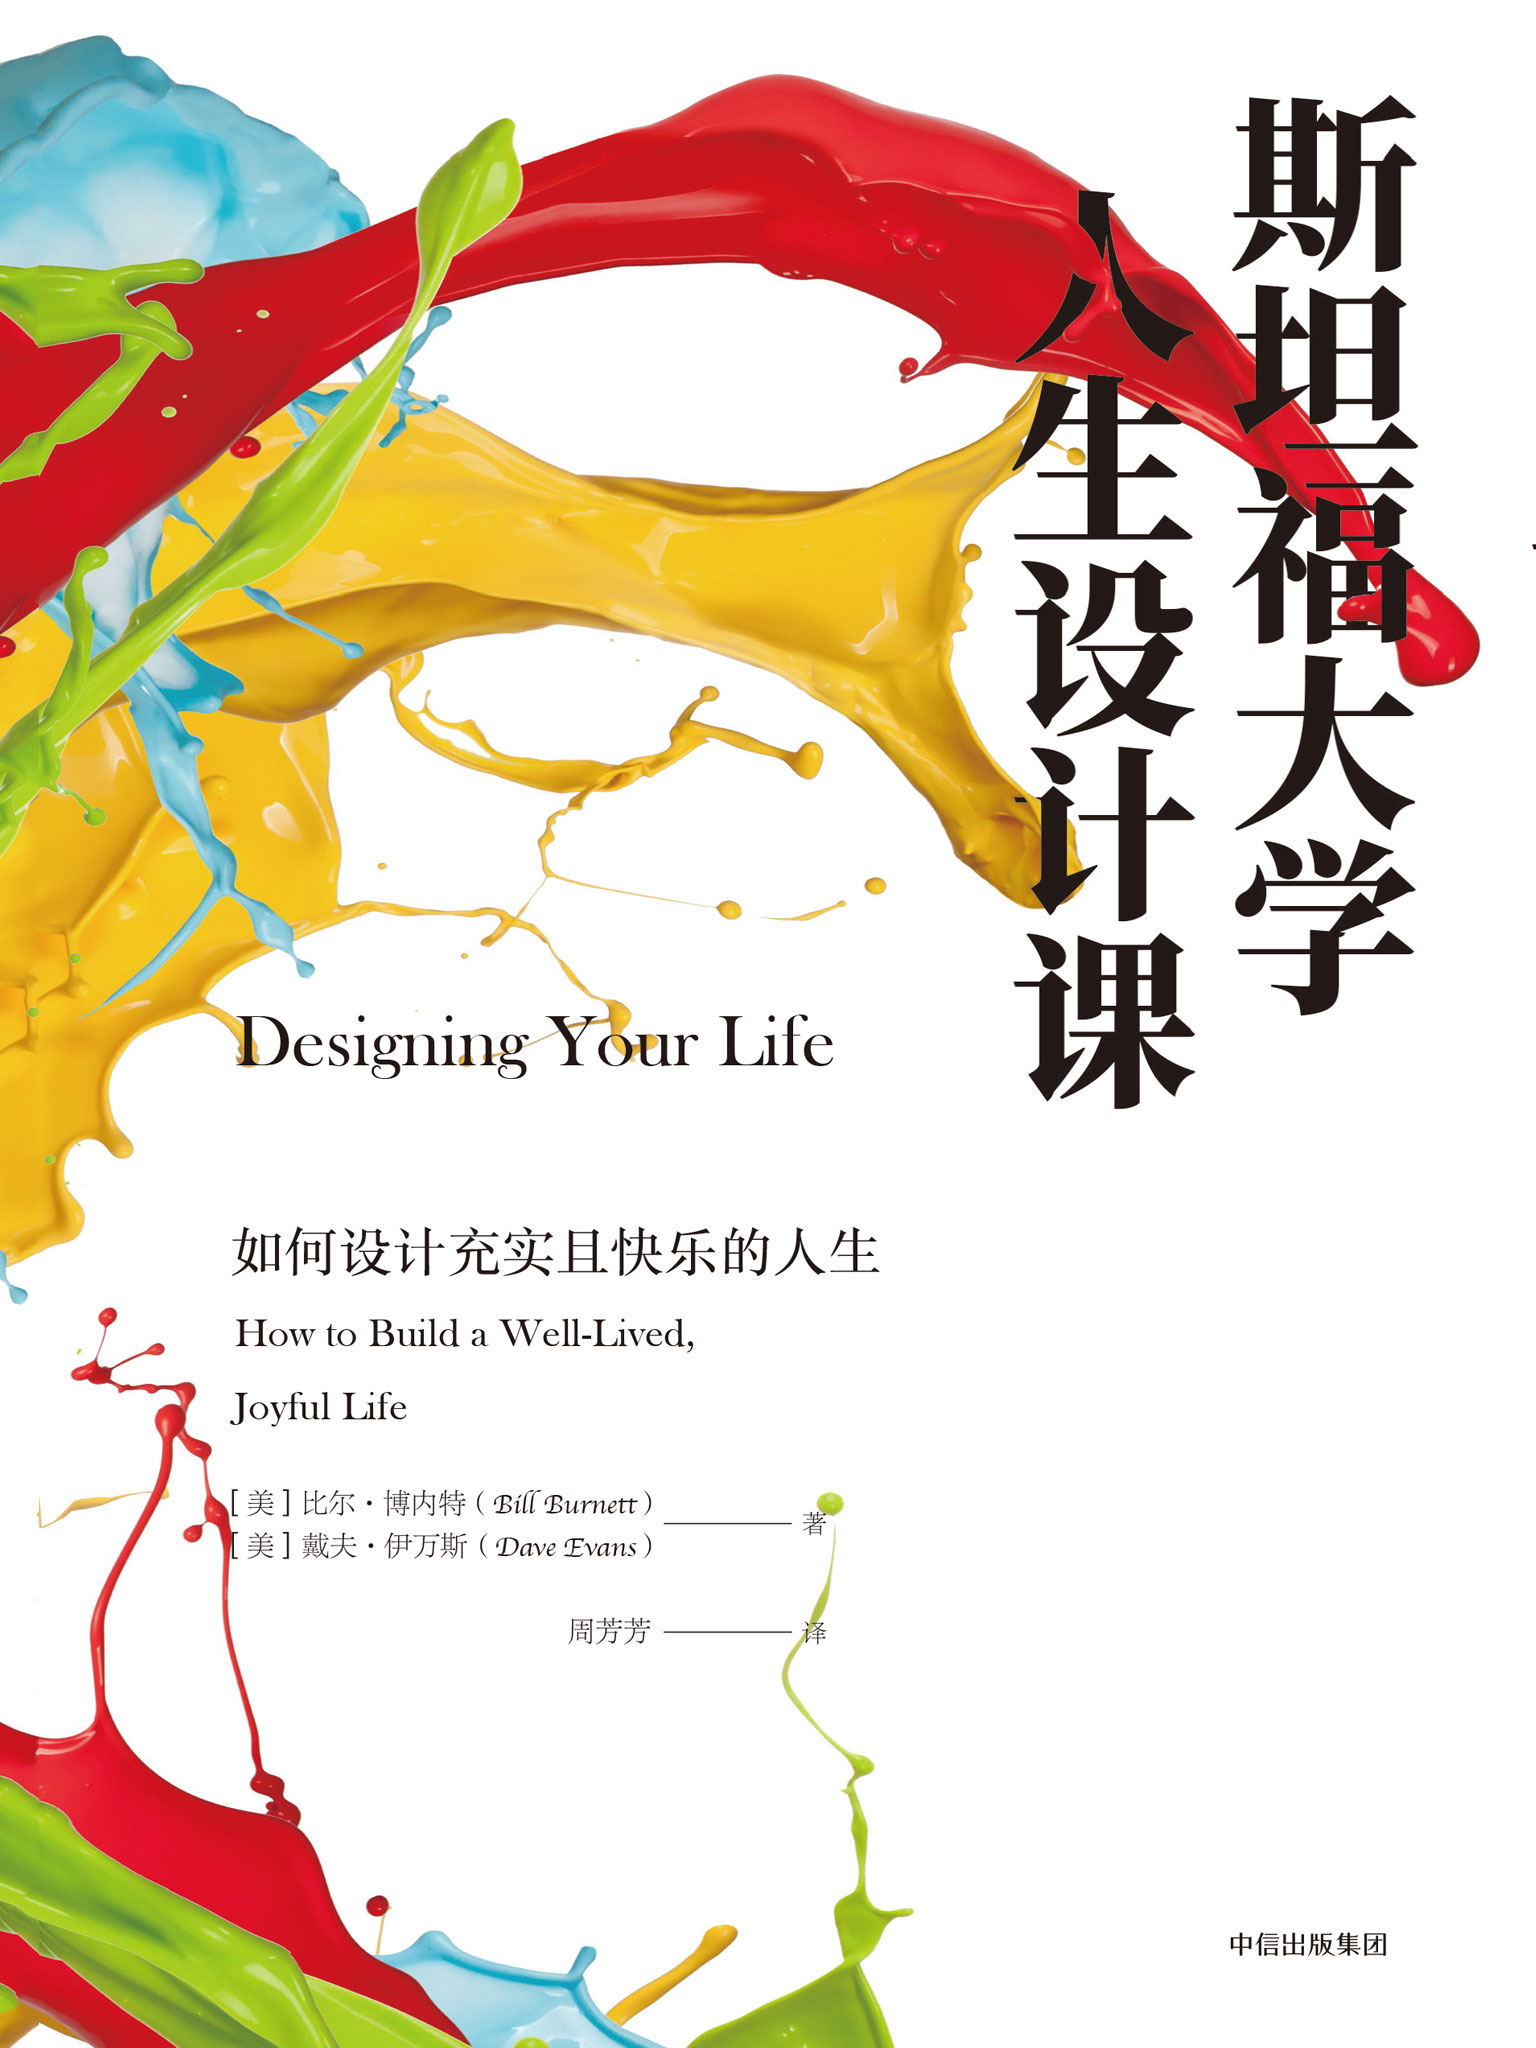 斯坦福大学
人生设计课
Designing Your Life
如何设计充实且快乐的人生
How to Build a Well-Lived,
Joyful Life
[美]比尔·博内特（Bill Burnett）
[美]戴夫·伊万斯（Dave Evans）
著
周芳芳 译
中信出版集团